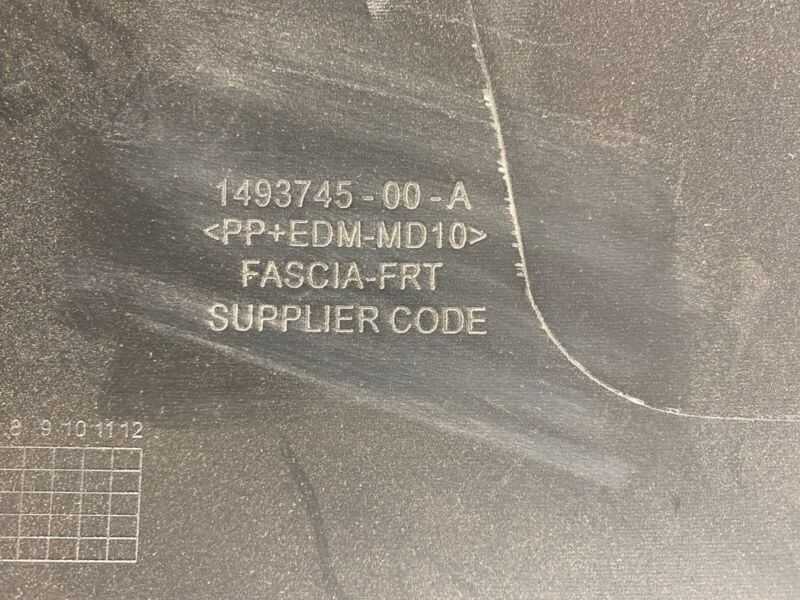 1493745-00-A
<PP+EDM-MD10>
FASCIA-FRT
SUPPLIER CODE
8 9 10 11 12